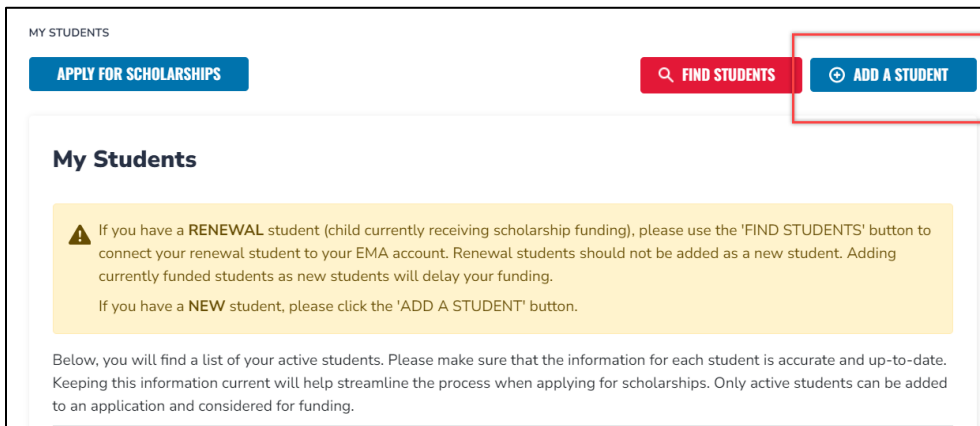 MY STUDENTS
APPLY FOR SCHOLARSHIPS
FIND STUDENTS
ADD A STUDENT
My Students
If you have a RENEWAL student (child currently receiving scholarship funding), please use the 'FIND STUDENTS' button to
connect your renewal student to your EMA account. Renewal students should not be added as a new student. Adding
currently funded students as new students will delay your funding.
If you have a NEW student, please click the 'ADD A STUDENT' button.
Below, you will find a list of your active students. Please make sure that the information for each student is accurate and up-to-date.
Keeping this information current will help streamline the process when applying for scholarships. Only active students can be added
to an application and considered for funding.